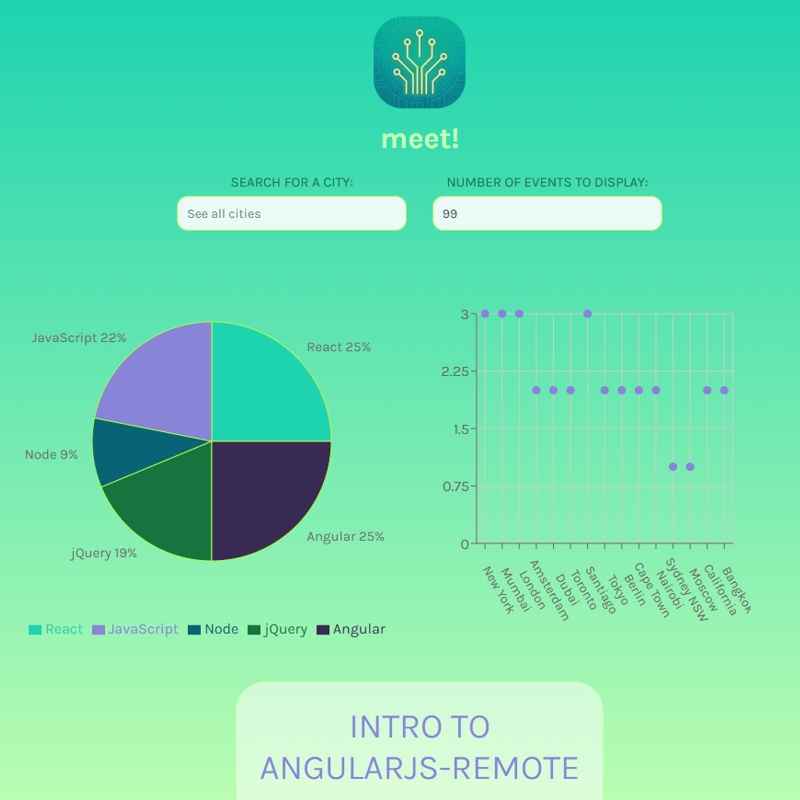 meet!
SEARCH FOR A CITY:
NUMBER OF EVENTS TO DISPLAY:
See all cities
99
JavaScript 22%
React 25%
Node 9%
jQuery 19%
Angular 25%
React
JavaScript
Node
jQuery
Angular
3
2.25
1.5
0.75
0
New York
Mumbai
London
Amsterdam
Dubai
Toronto
Santiago
Tokyo
Berlin
Cape Town
Nairobi
Sydney NSW
Moscow
California
Bangkok
INTRO TO
ANGULARJS-REMOTE